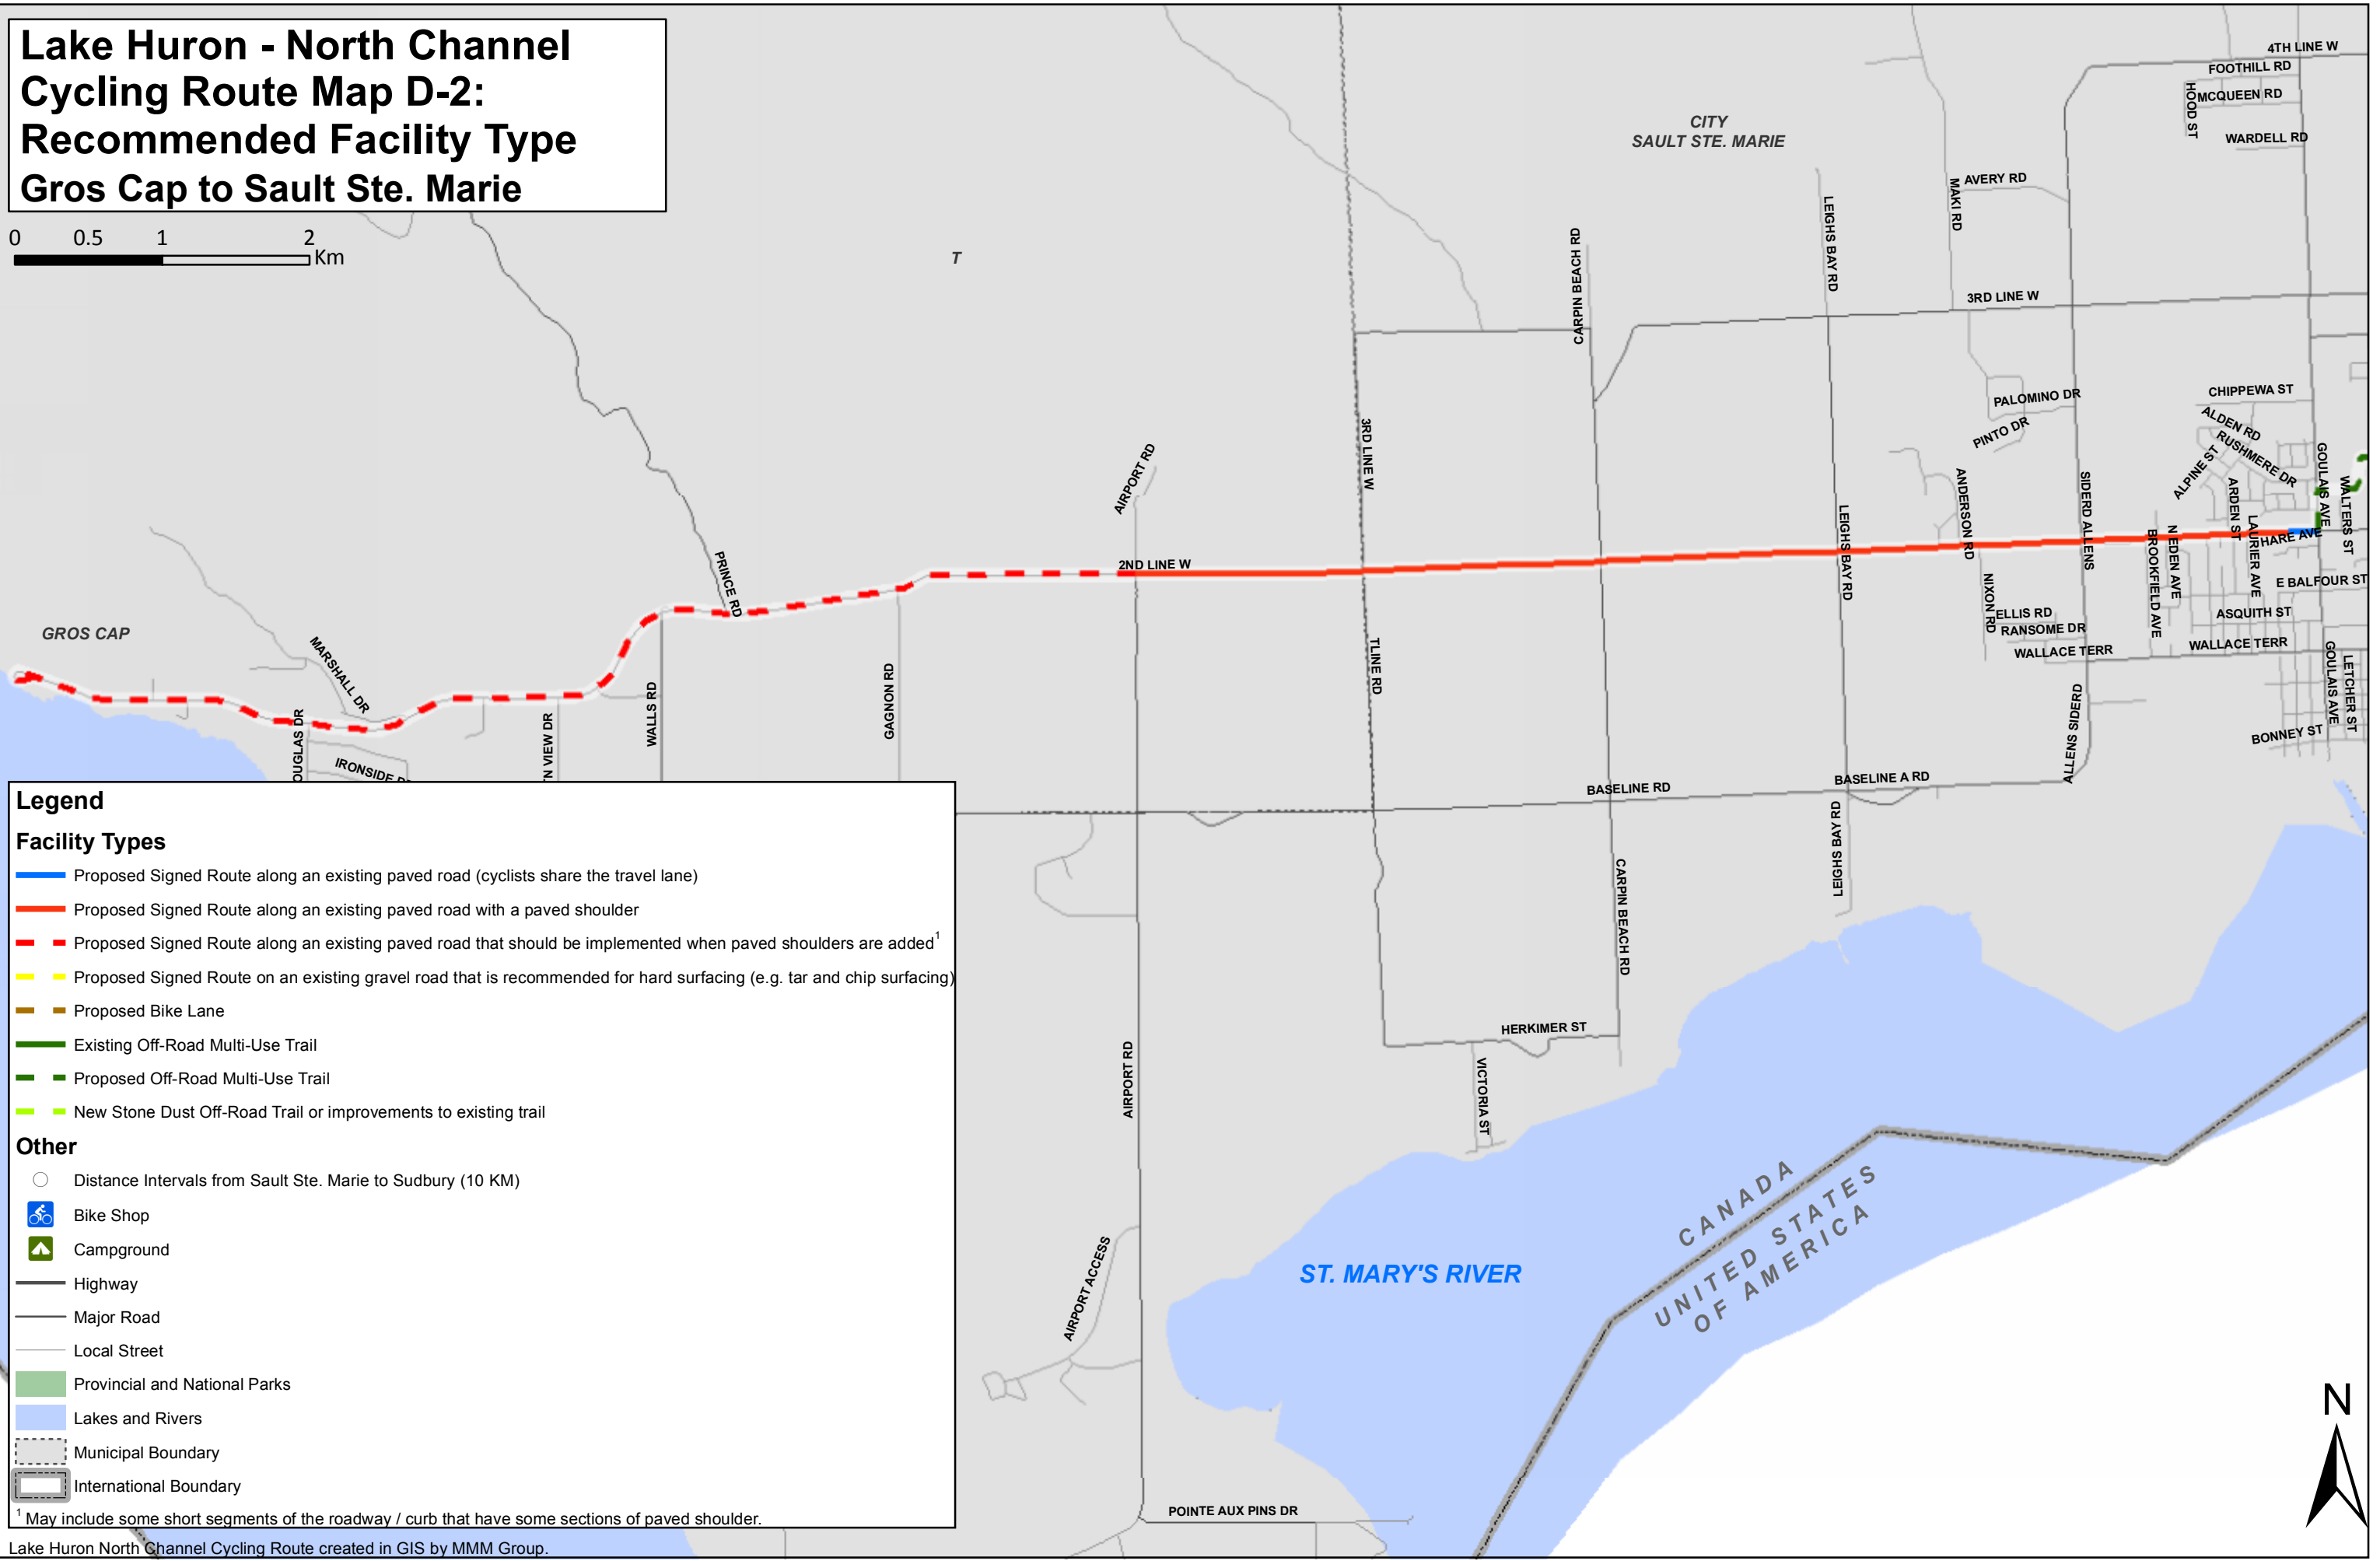 Lake Huron - North Channel
Cycling Route Map D-2:
Recommended Facility Type
Gros Cap to Sault Ste. Marie
0 0.5 1 2
Km
T
CITY
SAULT STE. MARIE
4TH LINE W
FOOTHILL RD
HOOD ST
MCQUEEN RD
WARDELL RD
AVERY RD
MAKI RD
LEIGHS BAY RD
CARPIN BEACH RD
3RD LINE W
PALOMINO DR
PINTO DR
CHIPPEWA ST
ALDEN RD
RUSHMERE DR
ALPINE ST
ARDEN ST
LAURIER AVE
GOULAIS AVE
WALTERS ST
3RD LINE W
AIRPORT RD
ANDERSON RD
SIDERD ALLENS
LEIGHS BAY RD
BROOKFIELD AVE
N EDEN AVE
HARE AVE
2ND LINE W
PRINCE RD
GROS CAP
MARSHALL DR
OUGLAS DR
IRONSIDE D
N VIEW DR
WALLS RD
GAGNON RD
TLINE RD
NIXON RD
ELLIS RD
RANSOME DR
WALLACE TERR
E BALFOUR ST
ASQUITH ST
WALLACE TERR
GOULAIS AVE
LETCHER ST
BONNEY ST
ALLENS SIDERD
BASELINE RD
BASELINE A RD
LEIGHS BAY RD
CARPIN BEACH RD
HERKIMER ST
VICTORIA ST
AIRPORT RD
AIRPORT ACCESS
POINTE AUX PINS DR
ST. MARY'S RIVER
CANADA
UNITED STATES
OF AMERICA
N
Legend
Facility Types
Proposed Signed Route along an existing paved road (cyclists share the travel lane)
Proposed Signed Route along an existing paved road with a paved shoulder
Proposed Signed Route along an existing paved road that should be implemented when paved shoulders are added1
Proposed Signed Route on an existing gravel road that is recommended for hard surfacing (e.g. tar and chip surfacing)
Proposed Bike Lane
Existing Off-Road Multi-Use Trail
Proposed Off-Road Multi-Use Trail
New Stone Dust Off-Road Trail or improvements to existing trail
Other
Distance Intervals from Sault Ste. Marie to Sudbury (10 KM)
Bike Shop
Campground
Highway
Major Road
Local Street
Provincial and National Parks
Lakes and Rivers
Municipal Boundary
International Boundary
1 May include some short segments of the roadway / curb that have some sections of paved shoulder.
Lake Huron North Channel Cycling Route created in GIS by MMM Group.